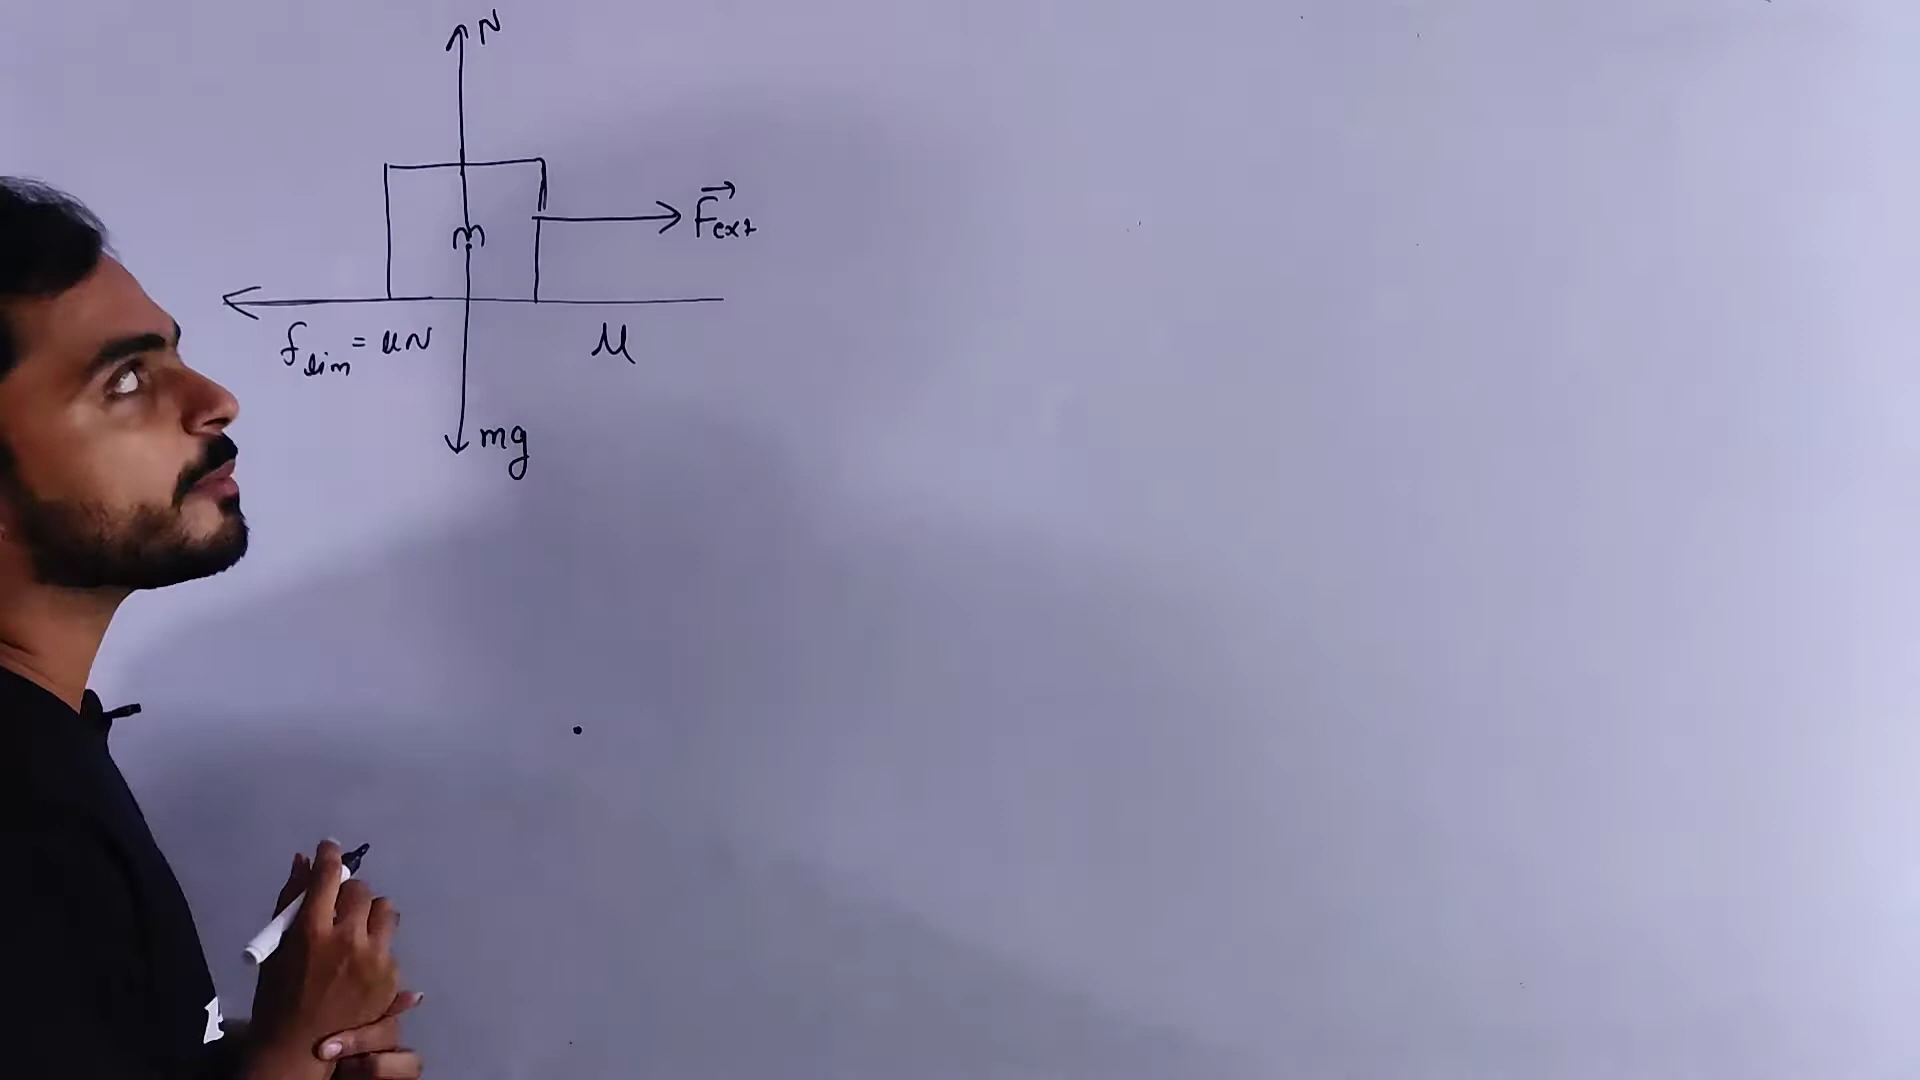 N
F⃗ext
m
flim = μN
μ
mg